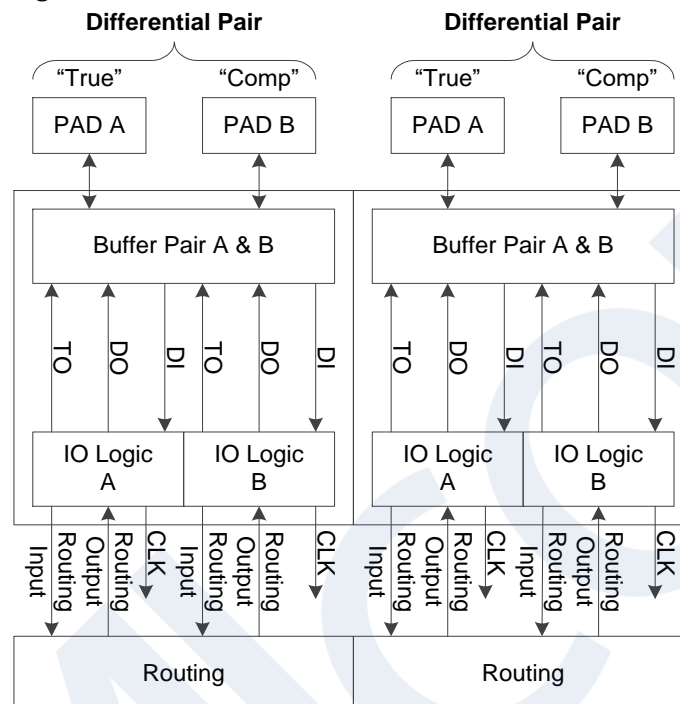 Differential Pair Differential Pair
“True” “Comp” “True” “Comp”
PAD A PAD B PAD A PAD B
Buffer Pair A & B Buffer Pair A & B
TO DO DI TO DO DI TO DO DI TO DO DI
IO Logic IO Logic IO Logic IO Logic
A B A B
Routing Input Routing Output CLK Routing Input Routing Output CLK Routing Input Routing Output CLK Routing Input Routing Output CLK
Routing Routing